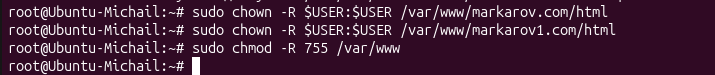 root@Ubuntu-Michail:~# sudo chown -R $USER:$USER /var/www/markarov.com/html
root@Ubuntu-Michail:~# sudo chown -R $USER:$USER /var/www/markarov1.com/html
root@Ubuntu-Michail:~# sudo chmod -R 755 /var/www
root@Ubuntu-Michail:~#